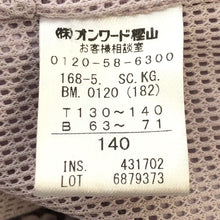 ㈱オンワード樫山
お客様相談室
0120-58-6300
168-5. SC. KG.
BM. 0120 (182)
T 130〜140
B 63〜 71
140
INS. 431702
LOT 6879373